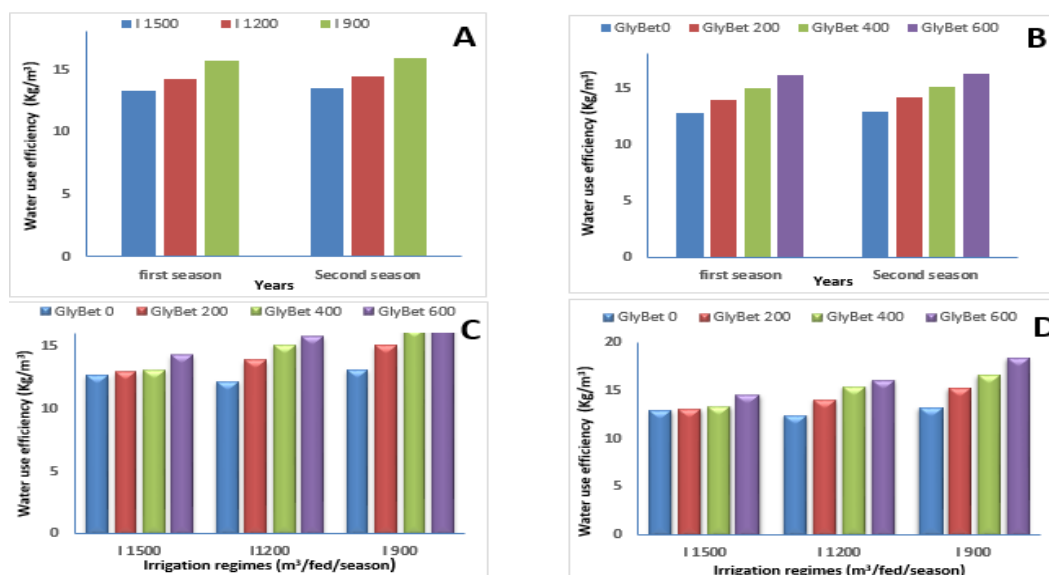 I 1500 I 1200 I 900
A
Water use efficiency (Kg/m³)
15
10
5
0
first season Second season
Years
GlyBet0 GlyBet 200 GlyBet 400 GlyBet 600
B
Water use efficiency (Kg/m³)
15
10
5
0
first season Second season
Years
GlyBet 0 GlyBet 200 GlyBet 400 GlyBet 600
C
Water use efficiency (Kg/m³)
15
10
5
0
I 1500 I 1200 I 900
Irrigation regimes (m³/fed/season)
GlyBet 0 GlyBet 200 GlyBet 400 GlyBet 600
D
Water use efficiency (Kg/m³)
20
15
10
5
0
I 1500 I 1200 I 900
Irrigation regimes (m³/fed/season)